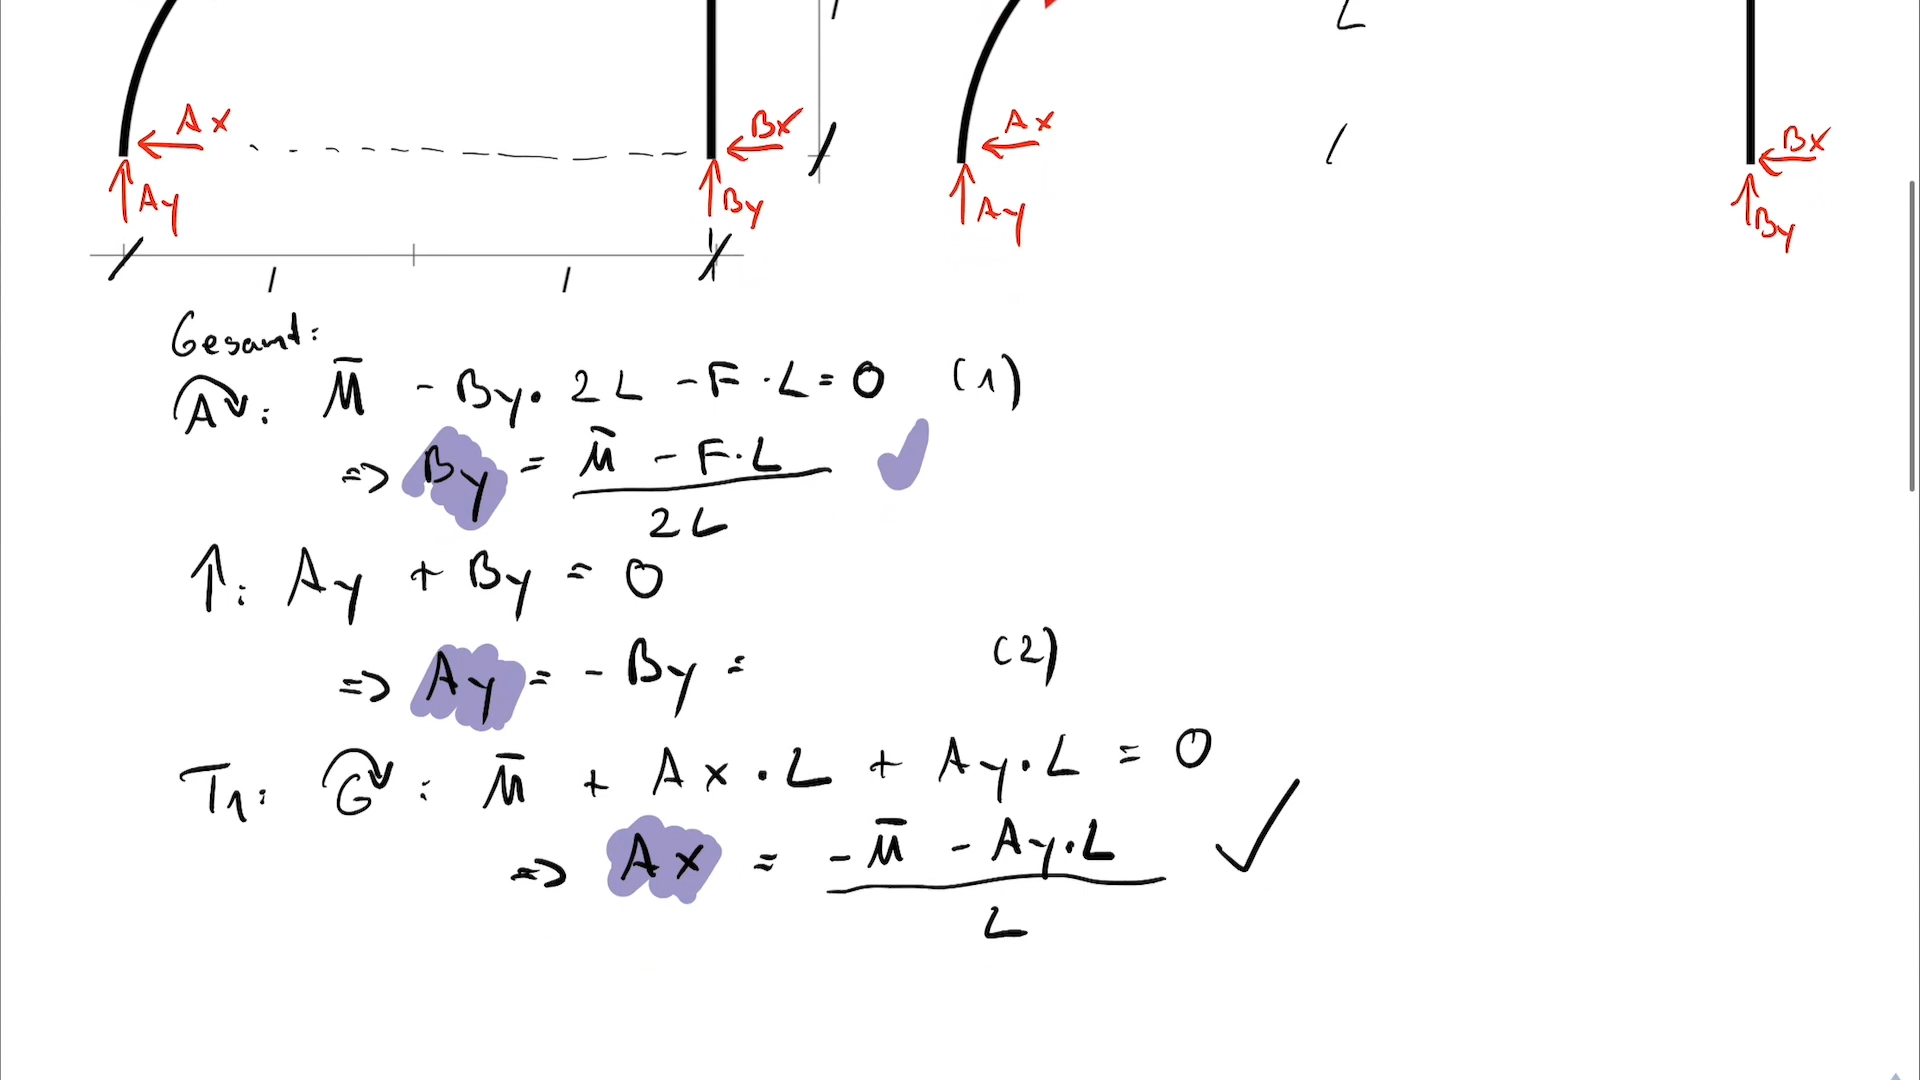 L
Ax Bx Ax Bx
Ay By Ay By
Gesamt:
A: M̄ - By · 2L - F · L = 0 (1)
=> By = (M̄ - F·L) / 2L ✓
↑: Ay + By = 0
=> Ay = - By = (2)
T1: G: M̄ + Ax · L + Ay · L = 0
=> Ax = (-M̄ - Ay·L) / L ✓